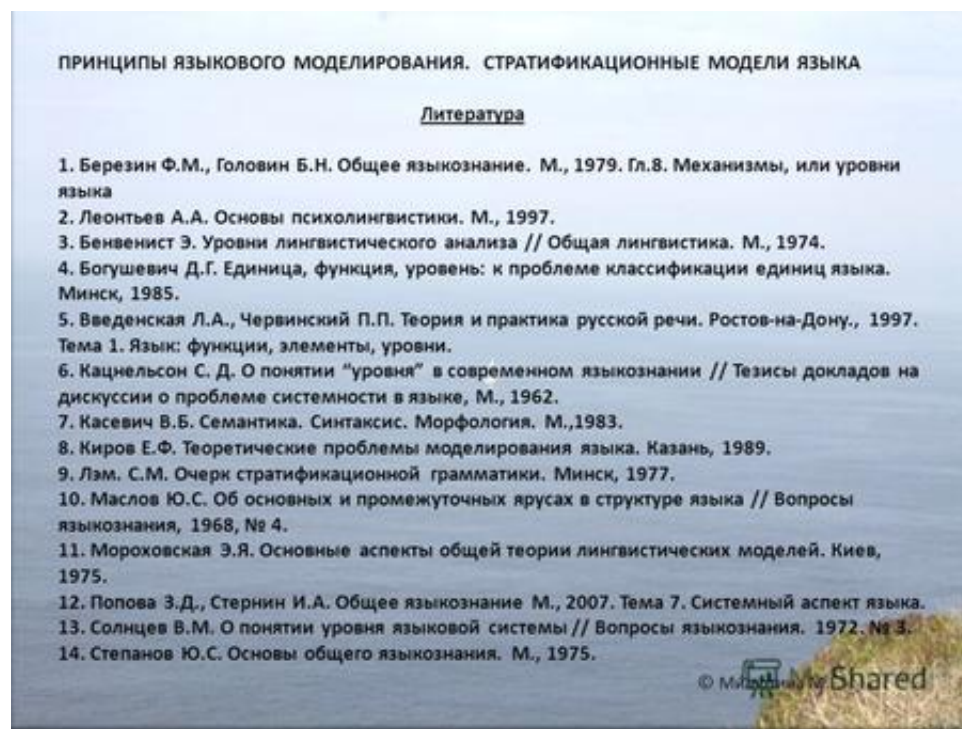 ПРИНЦИПЫ ЯЗЫКОВОГО МОДЕЛИРОВАНИЯ. СТРАТИФИКАЦИОННЫЕ МОДЕЛИ ЯЗЫКА
Литература
1. Березин Ф.М., Головин Б.Н. Общее языкознание. М., 1979. Гл.8. Механизмы, или уровни
языка
2. Леонтьев А.А. Основы психолингвистики. М., 1997.
3. Бенвенист Э. Уровни лингвистического анализа // Общая лингвистика. М., 1974.
4. Богушевич Д.Г. Единица, функция, уровень: к проблеме классификации единиц языка.
Минск, 1985.
5. Введенская Л.А., Червинский П.П. Теория и практика русской речи. Ростов-на-Дону., 1997.
Тема 1. Язык: функции, элементы, уровни.
6. Кацнельсон С. Д. О понятии “уровня” в современном языкознании // Тезисы докладов на
дискуссии о проблеме системности в языке, М., 1962.
7. Касевич В.Б. Семантика. Синтаксис. Морфология. М.,1983.
8. Киров Е.Ф. Теоретические проблемы моделирования языка. Казань, 1989.
9. Лэм. С.М. Очерк стратификационной грамматики. Минск, 1977.
10. Маслов Ю.С. Об основных и промежуточных ярусах в структуре языка // Вопросы
языкознания, 1968, № 4.
11. Мороховская Э.Я. Основные аспекты общей теории лингвистических моделей. Киев,
1975.
12. Попова З.Д., Стернин И.А. Общее языкознание М., 2007. Тема 7. Системный аспект языка.
13. Солнцев В.М. О понятии уровня языковой системы // Вопросы языкознания. 1972. № 3.
14. Степанов Ю.С. Основы общего языкознания. М., 1975.
©
MyShared